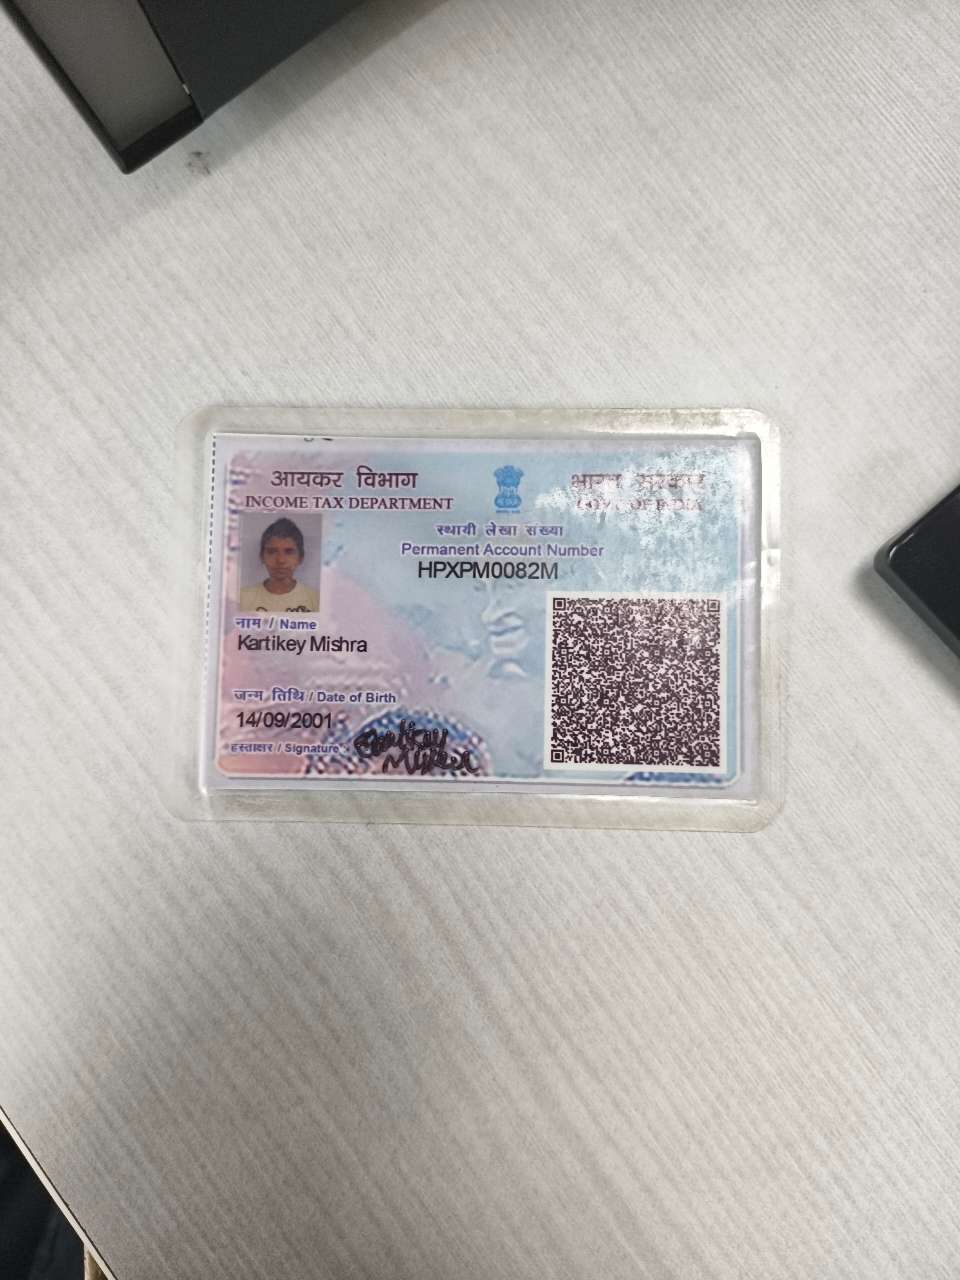 आयकर विभाग
INCOME TAX DEPARTMENT
भारत सरकार
GOVT. OF INDIA
स्थायी लेखा संख्या
Permanent Account Number
HPXPM0082M
नाम / Name
Kartikey Mishra
जन्म तिथि / Date of Birth
14/09/2001
हस्ताक्षर / Signature
Kartikey
Mishra